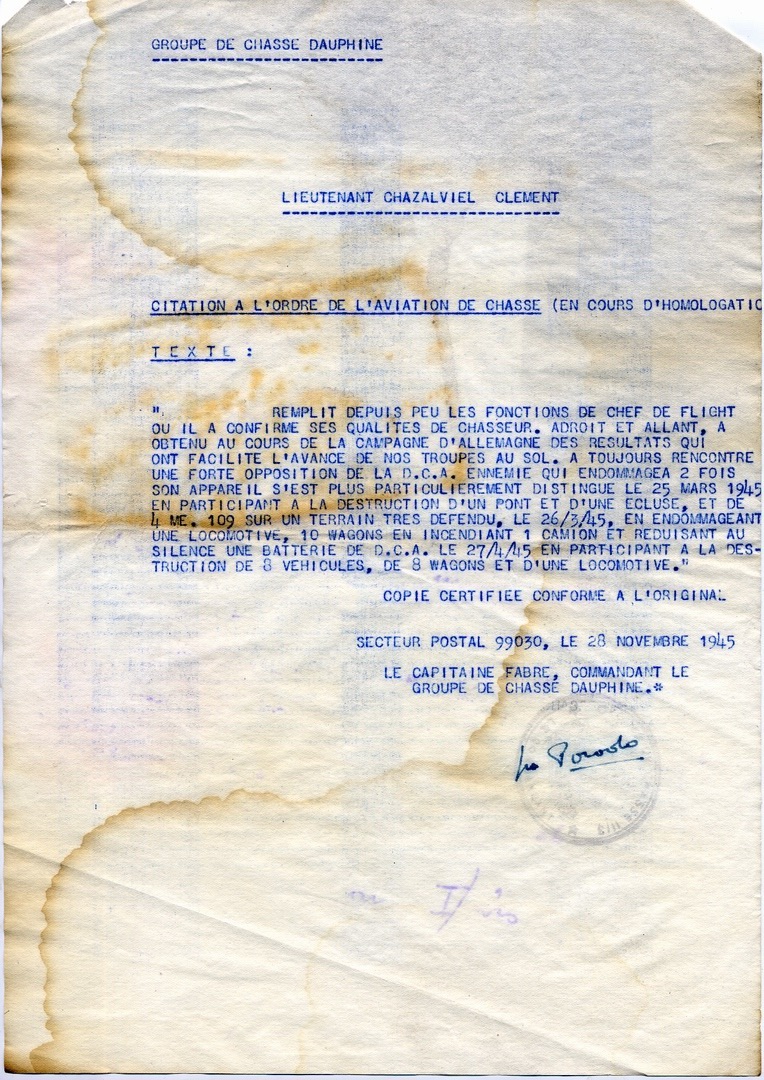 GROUPE DE CHASSE DAUPHINE
LIEUTENANT CHAZALVIEL CLEMENT
CITATION A L'ORDRE DE L'AVIATION DE CHASSE (EN COURS D'HOMOLOGATIO
TEXTE :
" REMPLIT DEPUIS PEU LES FONCTIONS DE CHEF DE FLIGHT
OU IL A CONFIRME SES QUALITES DE CHASSEUR. ADROIT ET ALLANT, A
OBTENU AU COURS DE LA CAMPAGNE D'ALLEMAGNE DES RESULTATS QUI
ONT FACILITE L'AVANCE DE NOS TROUPES AU SOL. A TOUJOURS RENCONTRE
UNE FORTE OPPOSITION DE LA D.C.A. ENNEMIE QUI ENDOMMAGEA 2 FOIS
SON APPAREIL S'EST PLUS PARTICULIEREMENT DISTINGUE LE 25 MARS 1945
EN PARTICIPANT A LA DESTRUCTION D'UN PONT ET D'UNE ECLUSE, ET DE
4 ME. 109 SUR UN TERRAIN TRES DEFENDU, LE 26/3/45, EN ENDOMMAGEANT
UNE LOCOMOTIVE, 10 WAGONS EN INCENDIANT 1 CAMION ET REDUISANT AU
SILENCE UNE BATTERIE DE D.C.A. LE 27/4/45 EN PARTICIPANT A LA DES-
TRUCTION DE 8 VEHICULES, DE 8 WAGONS ET D'UNE LOCOMOTIVE."
COPIE CERTIFIEE CONFORME A L'ORIGINAL
SECTEUR POSTAL 99030, LE 28 NOVEMBRE 1945
LE CAPITAINE FABRE, COMMANDANT LE
GROUPE DE CHASSE DAUPHINE.*